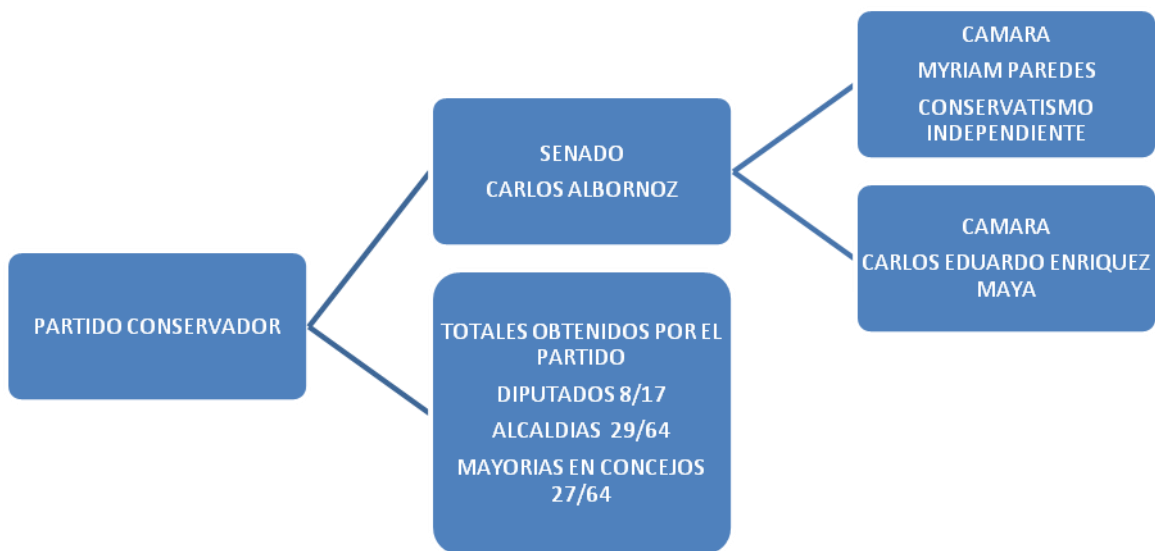 PARTIDO CONSERVADOR
SENADO
CARLOS ALBORNOZ
TOTALES OBTENIDOS POR EL
PARTIDO
DIPUTADOS 8/17
ALCALDIAS 29/64
MAYORIAS EN CONCEJOS
27/64
CAMARA
MYRIAM PAREDES
CONSERVATISMO
INDEPENDIENTE
CAMARA
CARLOS EDUARDO ENRIQUEZ
MAYA